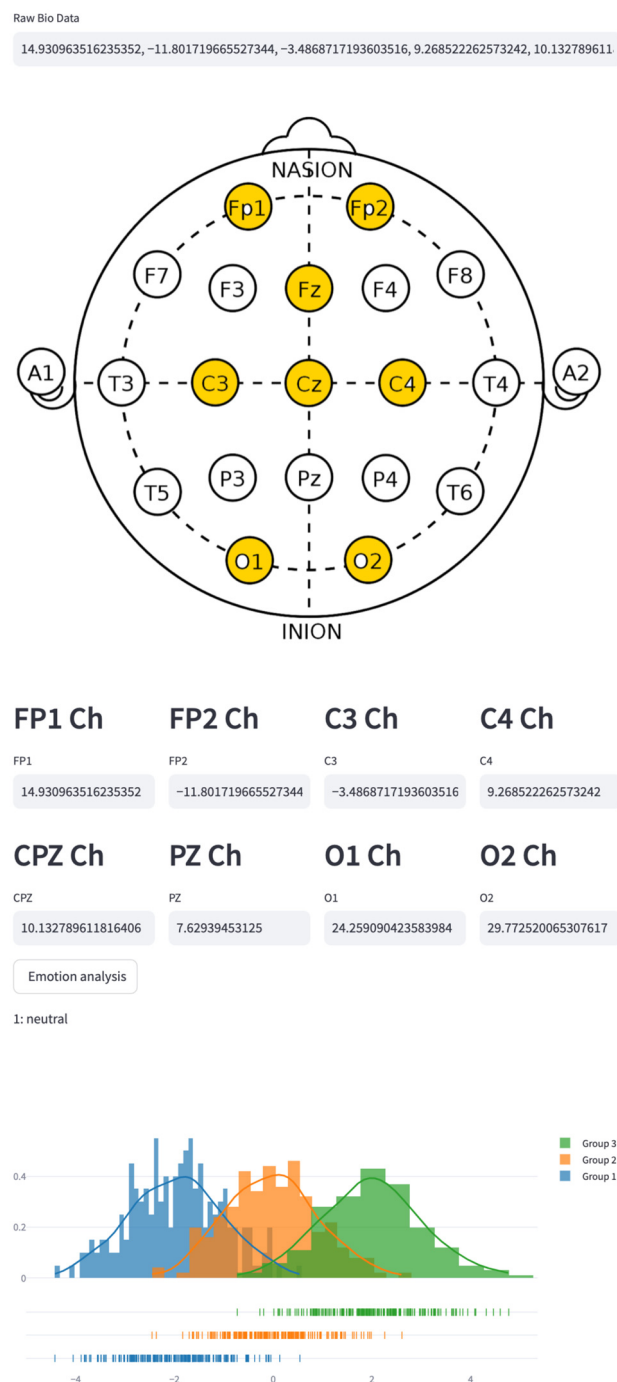 Raw Bio Data
14.930963516235352, −11.801719665527344, −3.4868717193603516, 9.268522262573242, 10.132789611
NASION
Fp1 Fp2
F7 F3 Fz F4 F8
A1 T3 C3 Cz C4 T4 A2
T5 P3 Pz P4 T6
O1 O2
INION
FP1 Ch FP2 Ch C3 Ch C4 Ch
FP1 FP2 C3 C4
14.930963516235352 −11.801719665527344 −3.4868717193603516 9.268522262573242
CPZ Ch PZ Ch O1 Ch O2 Ch
CPZ PZ O1 O2
10.132789611816406 7.62939453125 24.259090423583984 29.772520065307617
Emotion analysis
1: neutral
Group 3
Group 2
Group 1
0.4
0.2
0
−4 −2 0 2 4